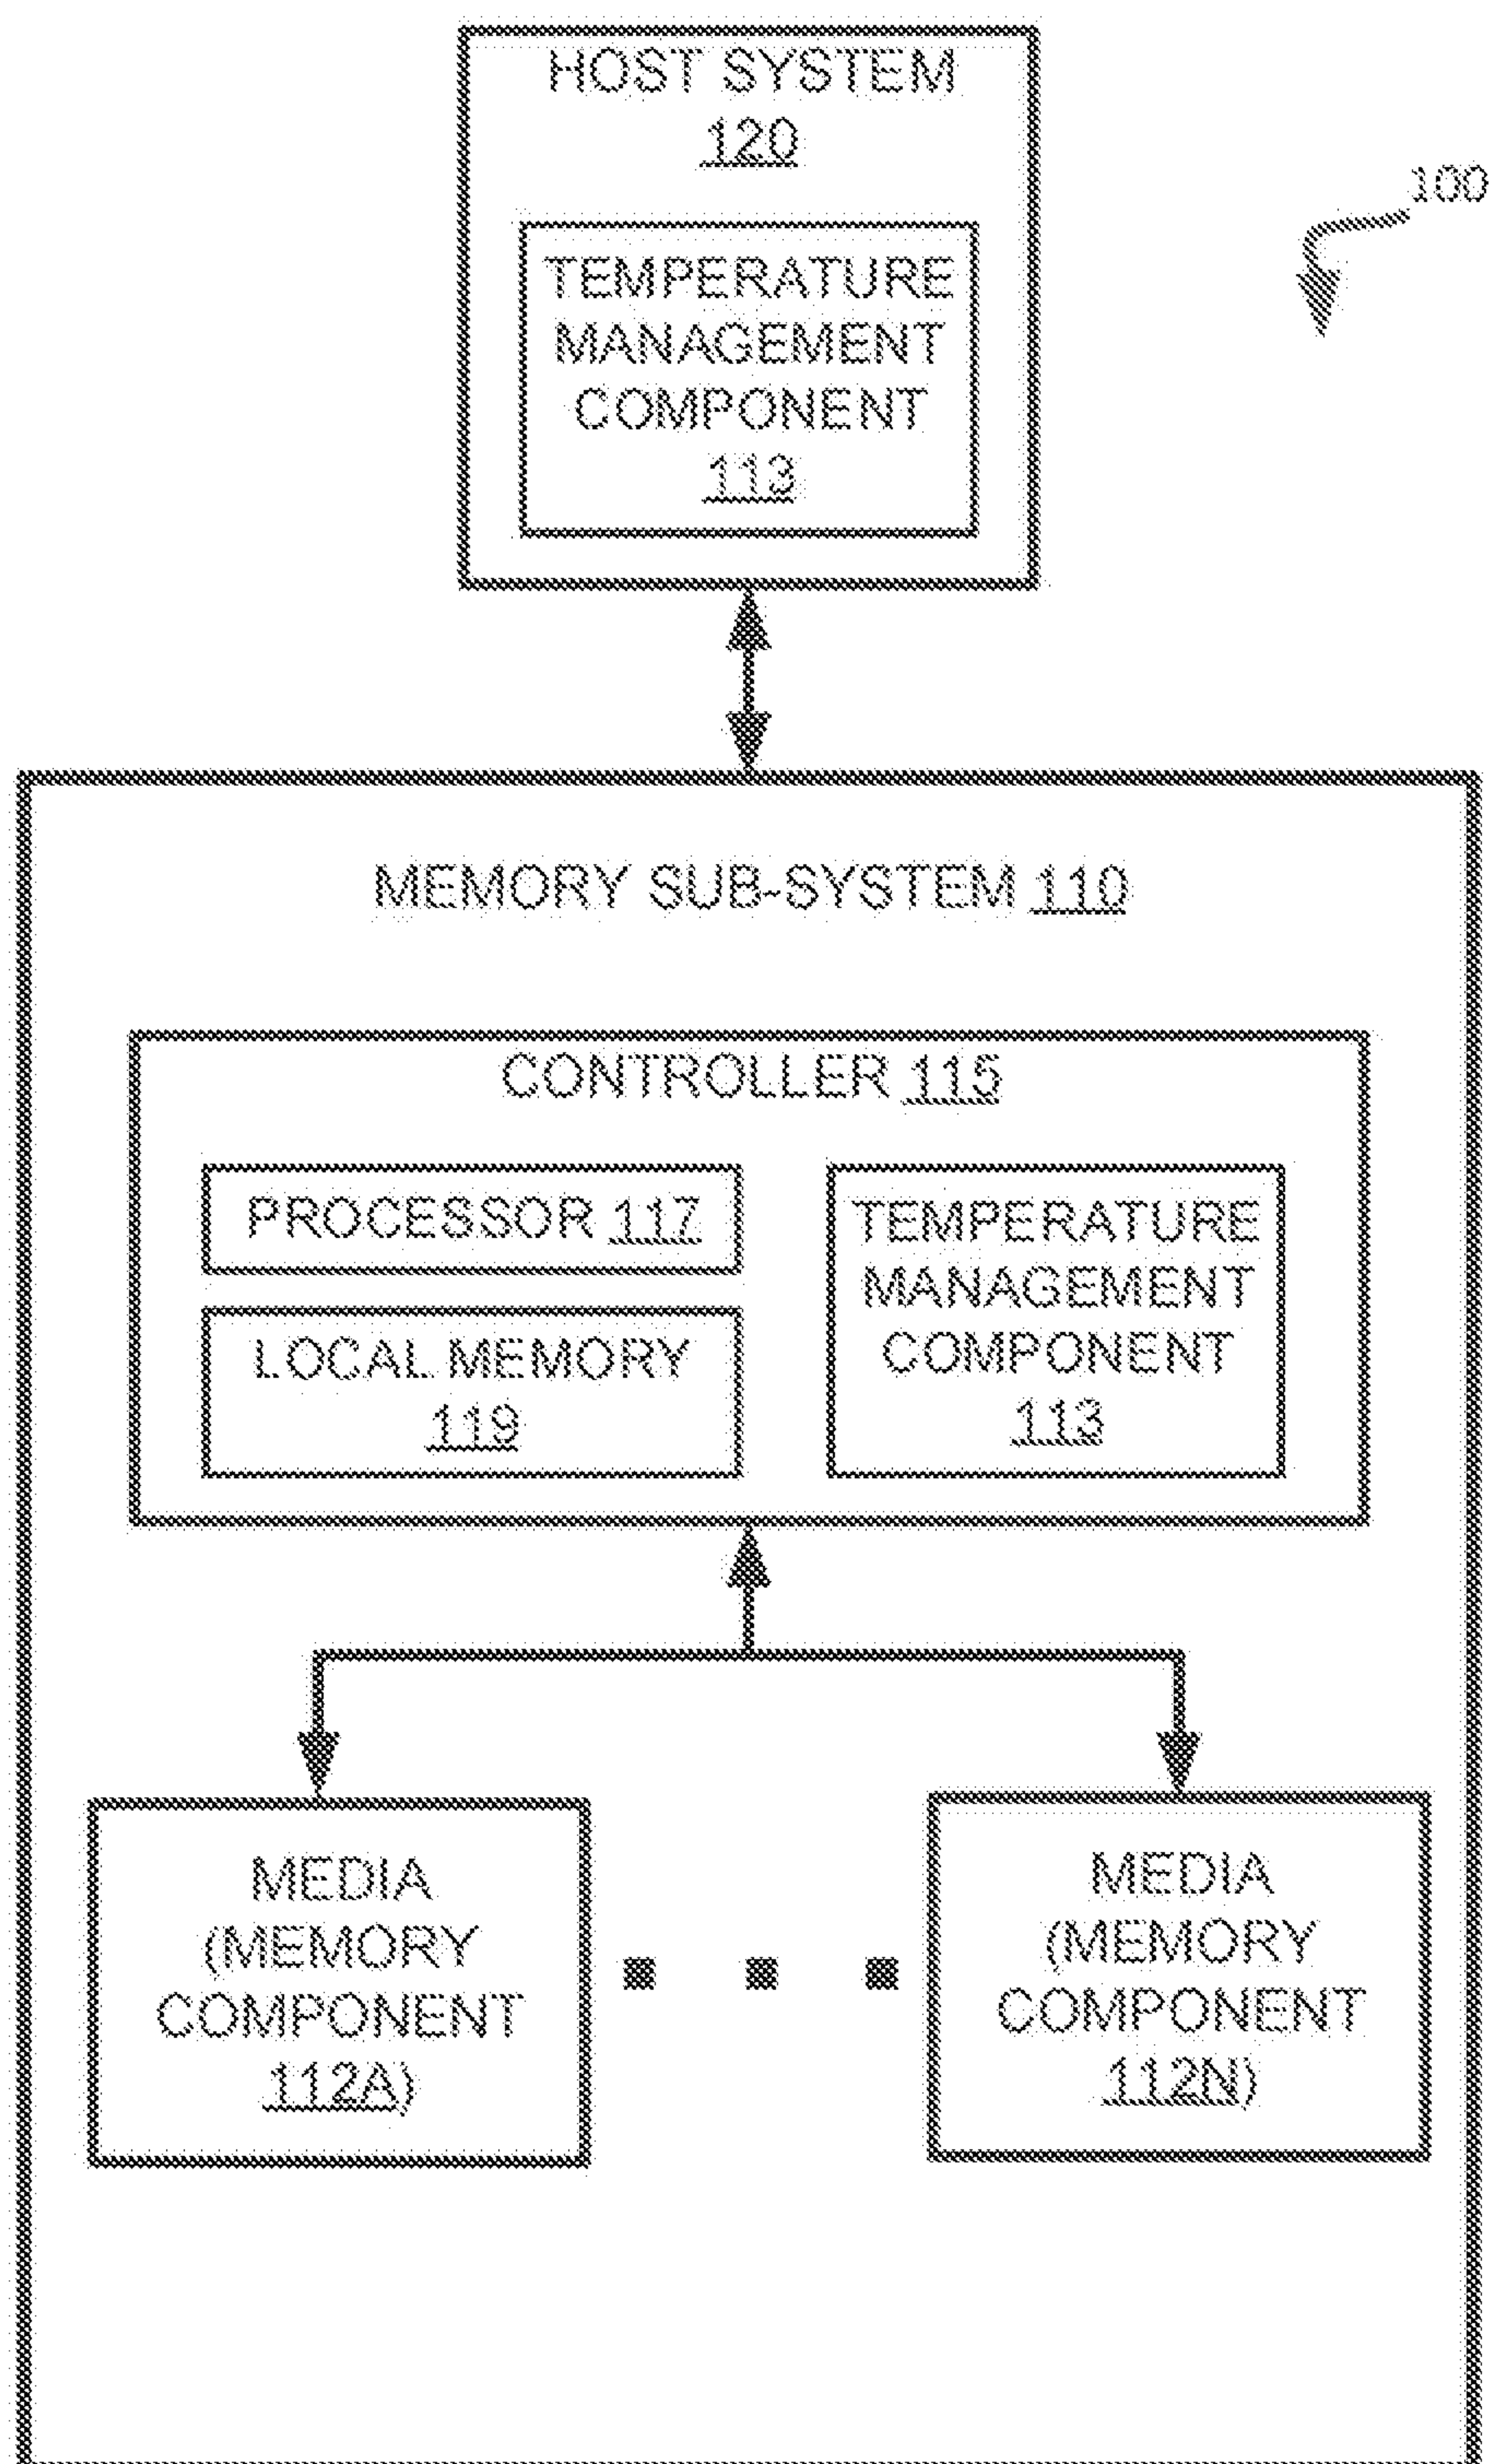 HOST SYSTEM
120
100
TEMPERATURE
MANAGEMENT
COMPONENT
113
MEMORY SUB-SYSTEM 110
CONTROLLER 115
PROCESSOR 117
LOCAL MEMORY
119
TEMPERATURE
MANAGEMENT
COMPONENT
113
MEDIA
(MEMORY
COMPONENT
112A)
MEDIA
(MEMORY
COMPONENT
112N)